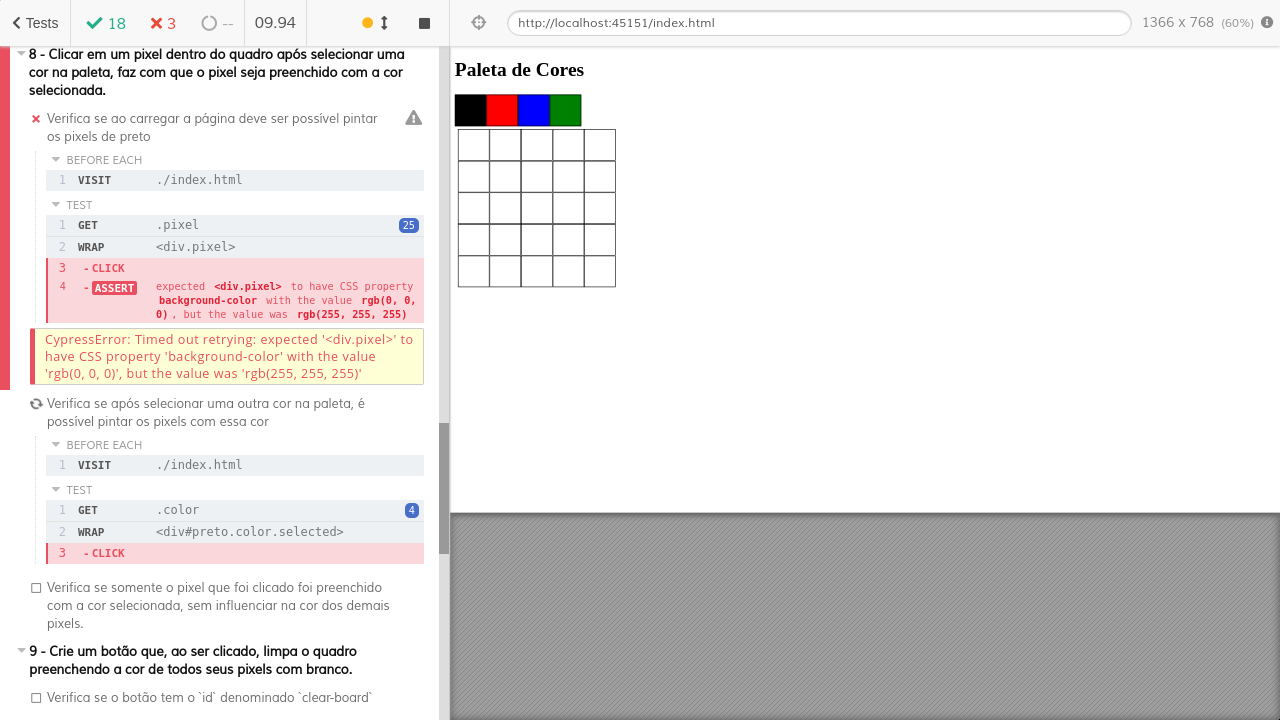 Tests
18
3
--
09.94
http://localhost:45151/index.html
1366 x 768 (60%)
8 - Clicar em um pixel dentro do quadro após selecionar uma
cor na paleta, faz com que o pixel seja preenchido com a cor
selecionada.
Verifica se ao carregar a página deve ser possível pintar
os pixels de preto
BEFORE EACH
1 VISIT ./index.html
TEST
1 GET .pixel 25
2 WRAP <div.pixel>
3 - CLICK
4 - ASSERT expected <div.pixel> to have CSS property
background-color with the value rgb(0, 0,
0) , but the value was rgb(255, 255, 255)
CypressError: Timed out retrying: expected '<div.pixel>' to
have CSS property 'background-color' with the value
'rgb(0, 0, 0)', but the value was 'rgb(255, 255, 255)'
Verifica se após selecionar uma outra cor na paleta, é
possível pintar os pixels com essa cor
BEFORE EACH
1 VISIT ./index.html
TEST
1 GET .color 4
2 WRAP <div#preto.color.selected>
3 - CLICK
Verifica se somente o pixel que foi clicado foi preenchido
com a cor selecionada, sem influenciar na cor dos demais
pixels.
9 - Crie um botão que, ao ser clicado, limpa o quadro
preenchendo a cor de todos seus pixels com branco.
Verifica se o botão tem o `id` denominado `clear-board`
Paleta de Cores